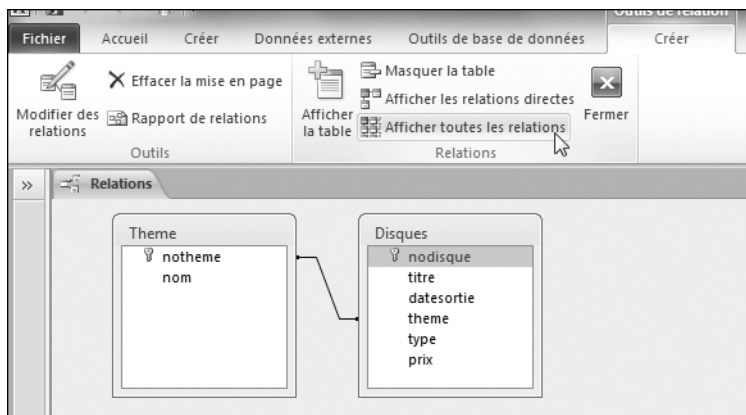 Outils de relation
Fichier Accueil Créer Données externes Outils de base de données Créer
Modifier des relations
Effacer la mise en page
Rapport de relations
Outils
Afficher la table
Masquer la table
Afficher les relations directes
Afficher toutes les relations
Fermer
Relations
» Relations
Theme
notheme
nom
Disques
nodisque
titre
datesortie
theme
type
prix